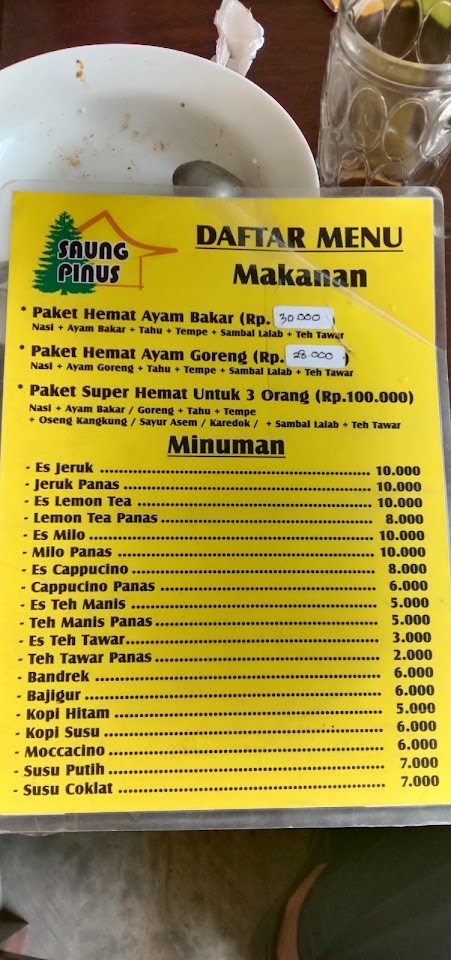 SAUNG
PINUS
DAFTAR MENU
Makanan
* Paket Hemat Ayam Bakar (Rp. 30.000
Nasi + Ayam Bakar + Tahu + Tempe + Sambal Lalab + Teh Tawar
* Paket Hemat Ayam Goreng (Rp. 28.000)
Nasi + Ayam Goreng + Tahu + Tempe + Sambal Lalab + Teh Tawar
* Paket Super Hemat Untuk 3 Orang (Rp.100.000)
Nasi + Ayam Bakar / Goreng + Tahu + Tempe
+ Oseng Kangkung / Sayur Asem / Karedok / + Sambal Lalab + Teh Tawar
Minuman
- Es Jeruk ........ 10.000
- Jeruk Panas ........ 10.000
- Es Lemon Tea ........ 10.000
- Lemon Tea Panas ........ 8.000
- Es Milo ........ 10.000
- Milo Panas ........ 10.000
- Es Cappucino ........ 8.000
- Cappucino Panas ........ 6.000
- Es Teh Manis ........ 5.000
- Teh Manis Panas ........ 5.000
- Es Teh Tawar ........ 3.000
- Teh Tawar Panas ........ 2.000
- Bandrek ........ 6.000
- Bajigur ........ 6.000
- Kopi Hitam ........ 5.000
- Kopi Susu ........ 6.000
- Moccacino ........ 6.000
- Susu Putih ........ 7.000
- Susu Coklat ........ 7.000